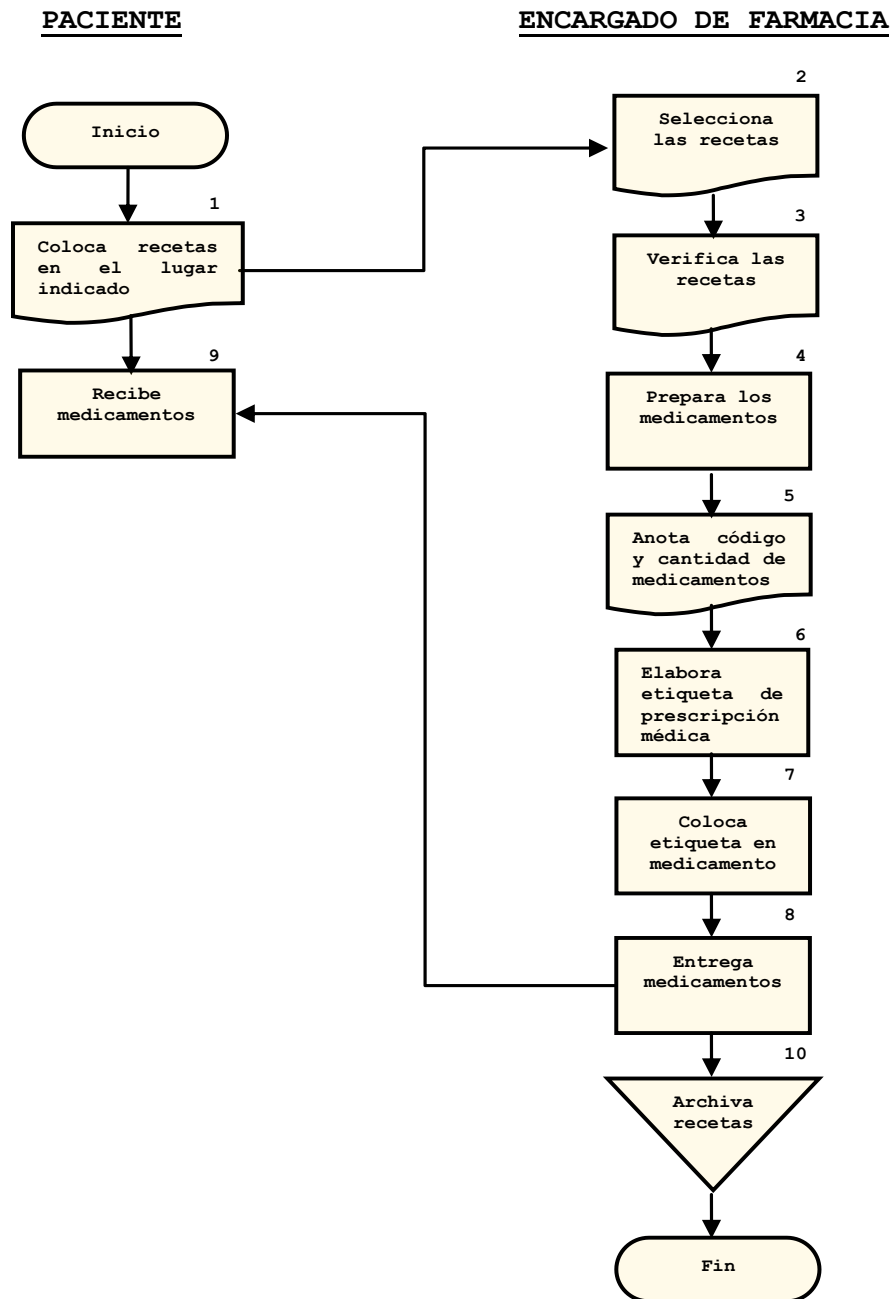 PACIENTE
ENCARGADO DE FARMACIA
Inicio
1
Coloca recetas
en el lugar
indicado
2
Selecciona
las recetas
3
Verifica las
recetas
4
Prepara los
medicamentos
5
Anota código
y cantidad de
medicamentos
6
Elabora
etiqueta de
prescripción
médica
7
Coloca
etiqueta en
medicamento
8
Entrega
medicamentos
9
Recibe
medicamentos
10
Archiva
recetas
Fin